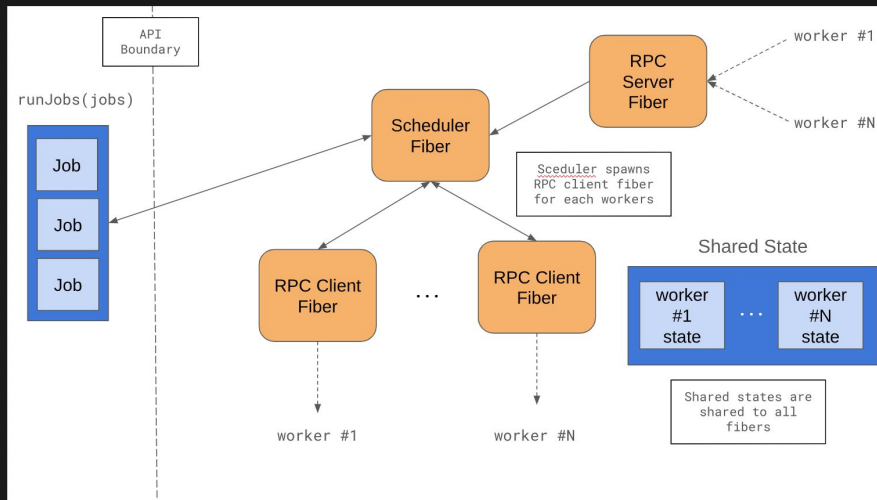 API
Boundary
runJobs(jobs)
Job
Job
Job
Scheduler
Fiber
RPC
Server
Fiber
worker #1
worker #N
Sceduler spawns
RPC client fiber
for each workers
RPC Client
Fiber
...
RPC Client
Fiber
worker #1
worker #N
Shared State
worker
#1
state
...
worker
#N
state
Shared states are
shared to all
fibers